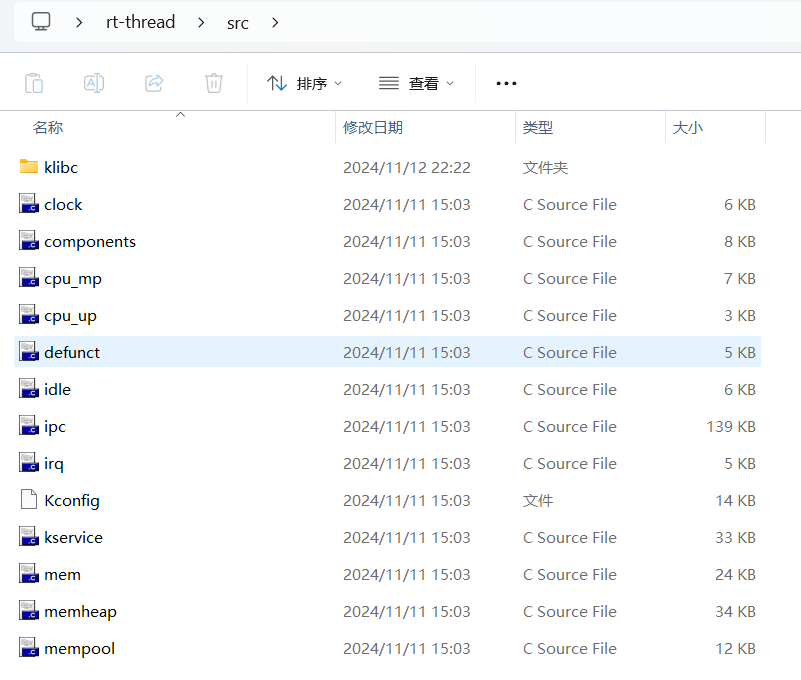 rt-thread src
排序 查看
名称 修改日期 类型 大小
klibc 2024/11/12 22:22 文件夹
clock 2024/11/11 15:03 C Source File 6 KB
components 2024/11/11 15:03 C Source File 8 KB
cpu_mp 2024/11/11 15:03 C Source File 7 KB
cpu_up 2024/11/11 15:03 C Source File 3 KB
defunct 2024/11/11 15:03 C Source File 5 KB
idle 2024/11/11 15:03 C Source File 6 KB
ipc 2024/11/11 15:03 C Source File 139 KB
irq 2024/11/11 15:03 C Source File 5 KB
Kconfig 2024/11/11 15:03 文件 14 KB
kservice 2024/11/11 15:03 C Source File 33 KB
mem 2024/11/11 15:03 C Source File 24 KB
memheap 2024/11/11 15:03 C Source File 34 KB
mempool 2024/11/11 15:03 C Source File 12 KB